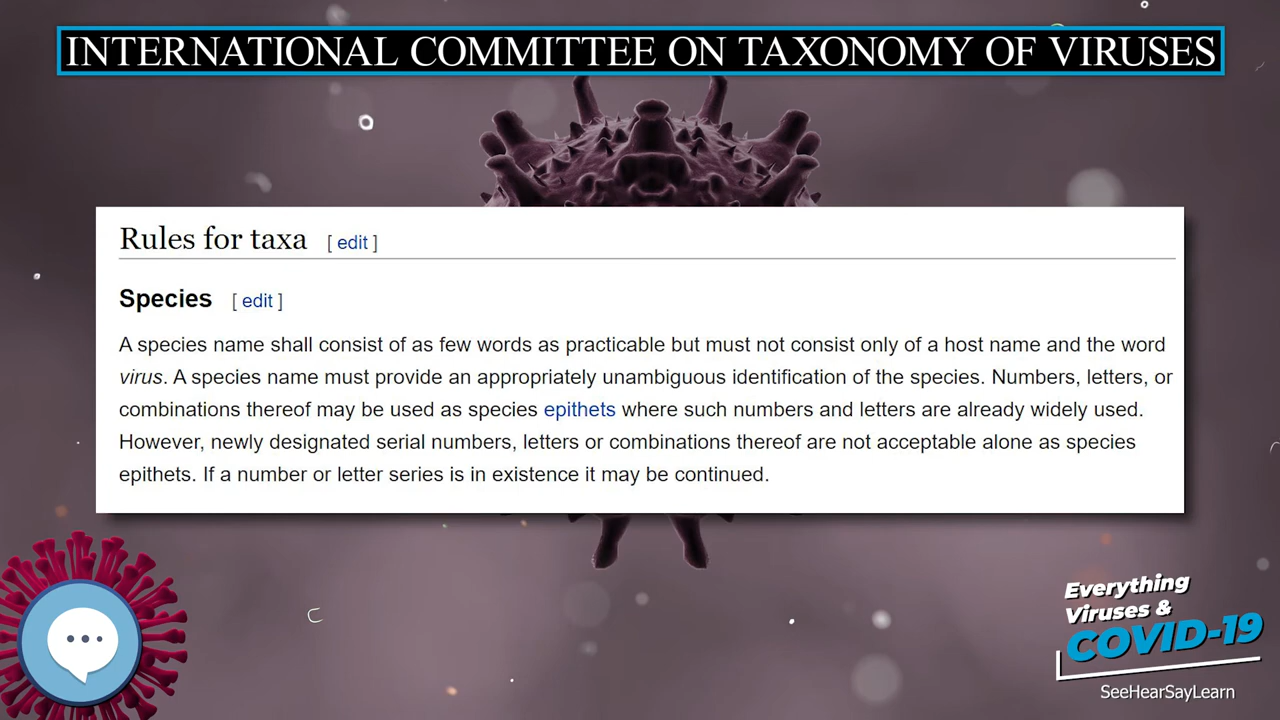 INTERNATIONAL COMMITTEE ON TAXONOMY OF VIRUSES
Rules for taxa [ edit ]
Species [ edit ]
A species name shall consist of as few words as practicable but must not consist only of a host name and the word
virus. A species name must provide an appropriately unambiguous identification of the species. Numbers, letters, or
combinations thereof may be used as species epithets where such numbers and letters are already widely used.
However, newly designated serial numbers, letters or combinations thereof are not acceptable alone as species
epithets. If a number or letter series is in existence it may be continued.
Everything
Viruses &
COVID-19
SeeHearSayLearn